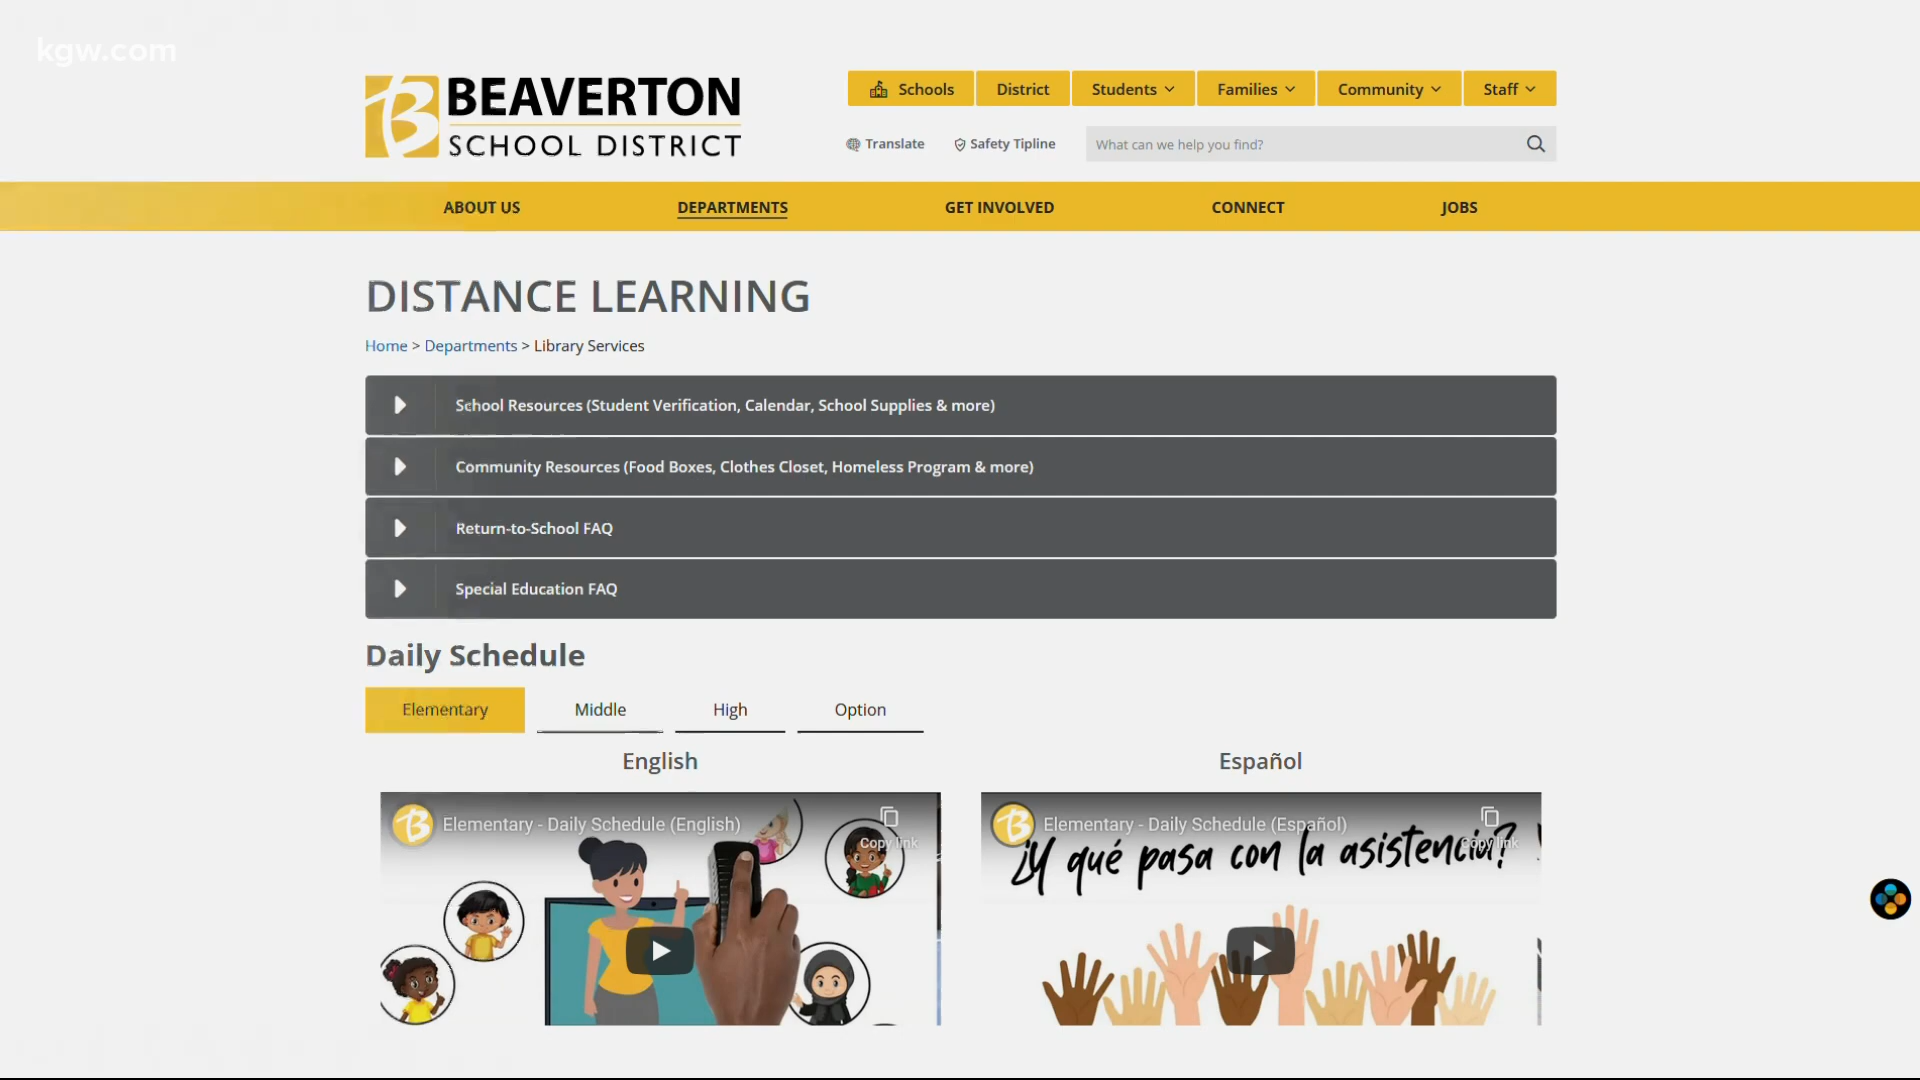 kgw.com
BEAVERTON
SCHOOL DISTRICT
Schools
District
Students
Families
Community
Staff
Translate
Safety Tipline
What can we help you find?
ABOUT US
DEPARTMENTS
GET INVOLVED
CONNECT
JOBS
DISTANCE LEARNING
Home > Departments > Library Services
School Resources (Student Verification, Calendar, School Supplies & more)
Community Resources (Food Boxes, Clothes Closet, Homeless Program & more)
Return-to-School FAQ
Special Education FAQ
Daily Schedule
Elementary
Middle
High
Option
English
Español
Elementary - Daily Schedule (English)
Copy link
Elementary - Daily Schedule (Español)
Copy link
¿Y qué pasa con la asistencia?